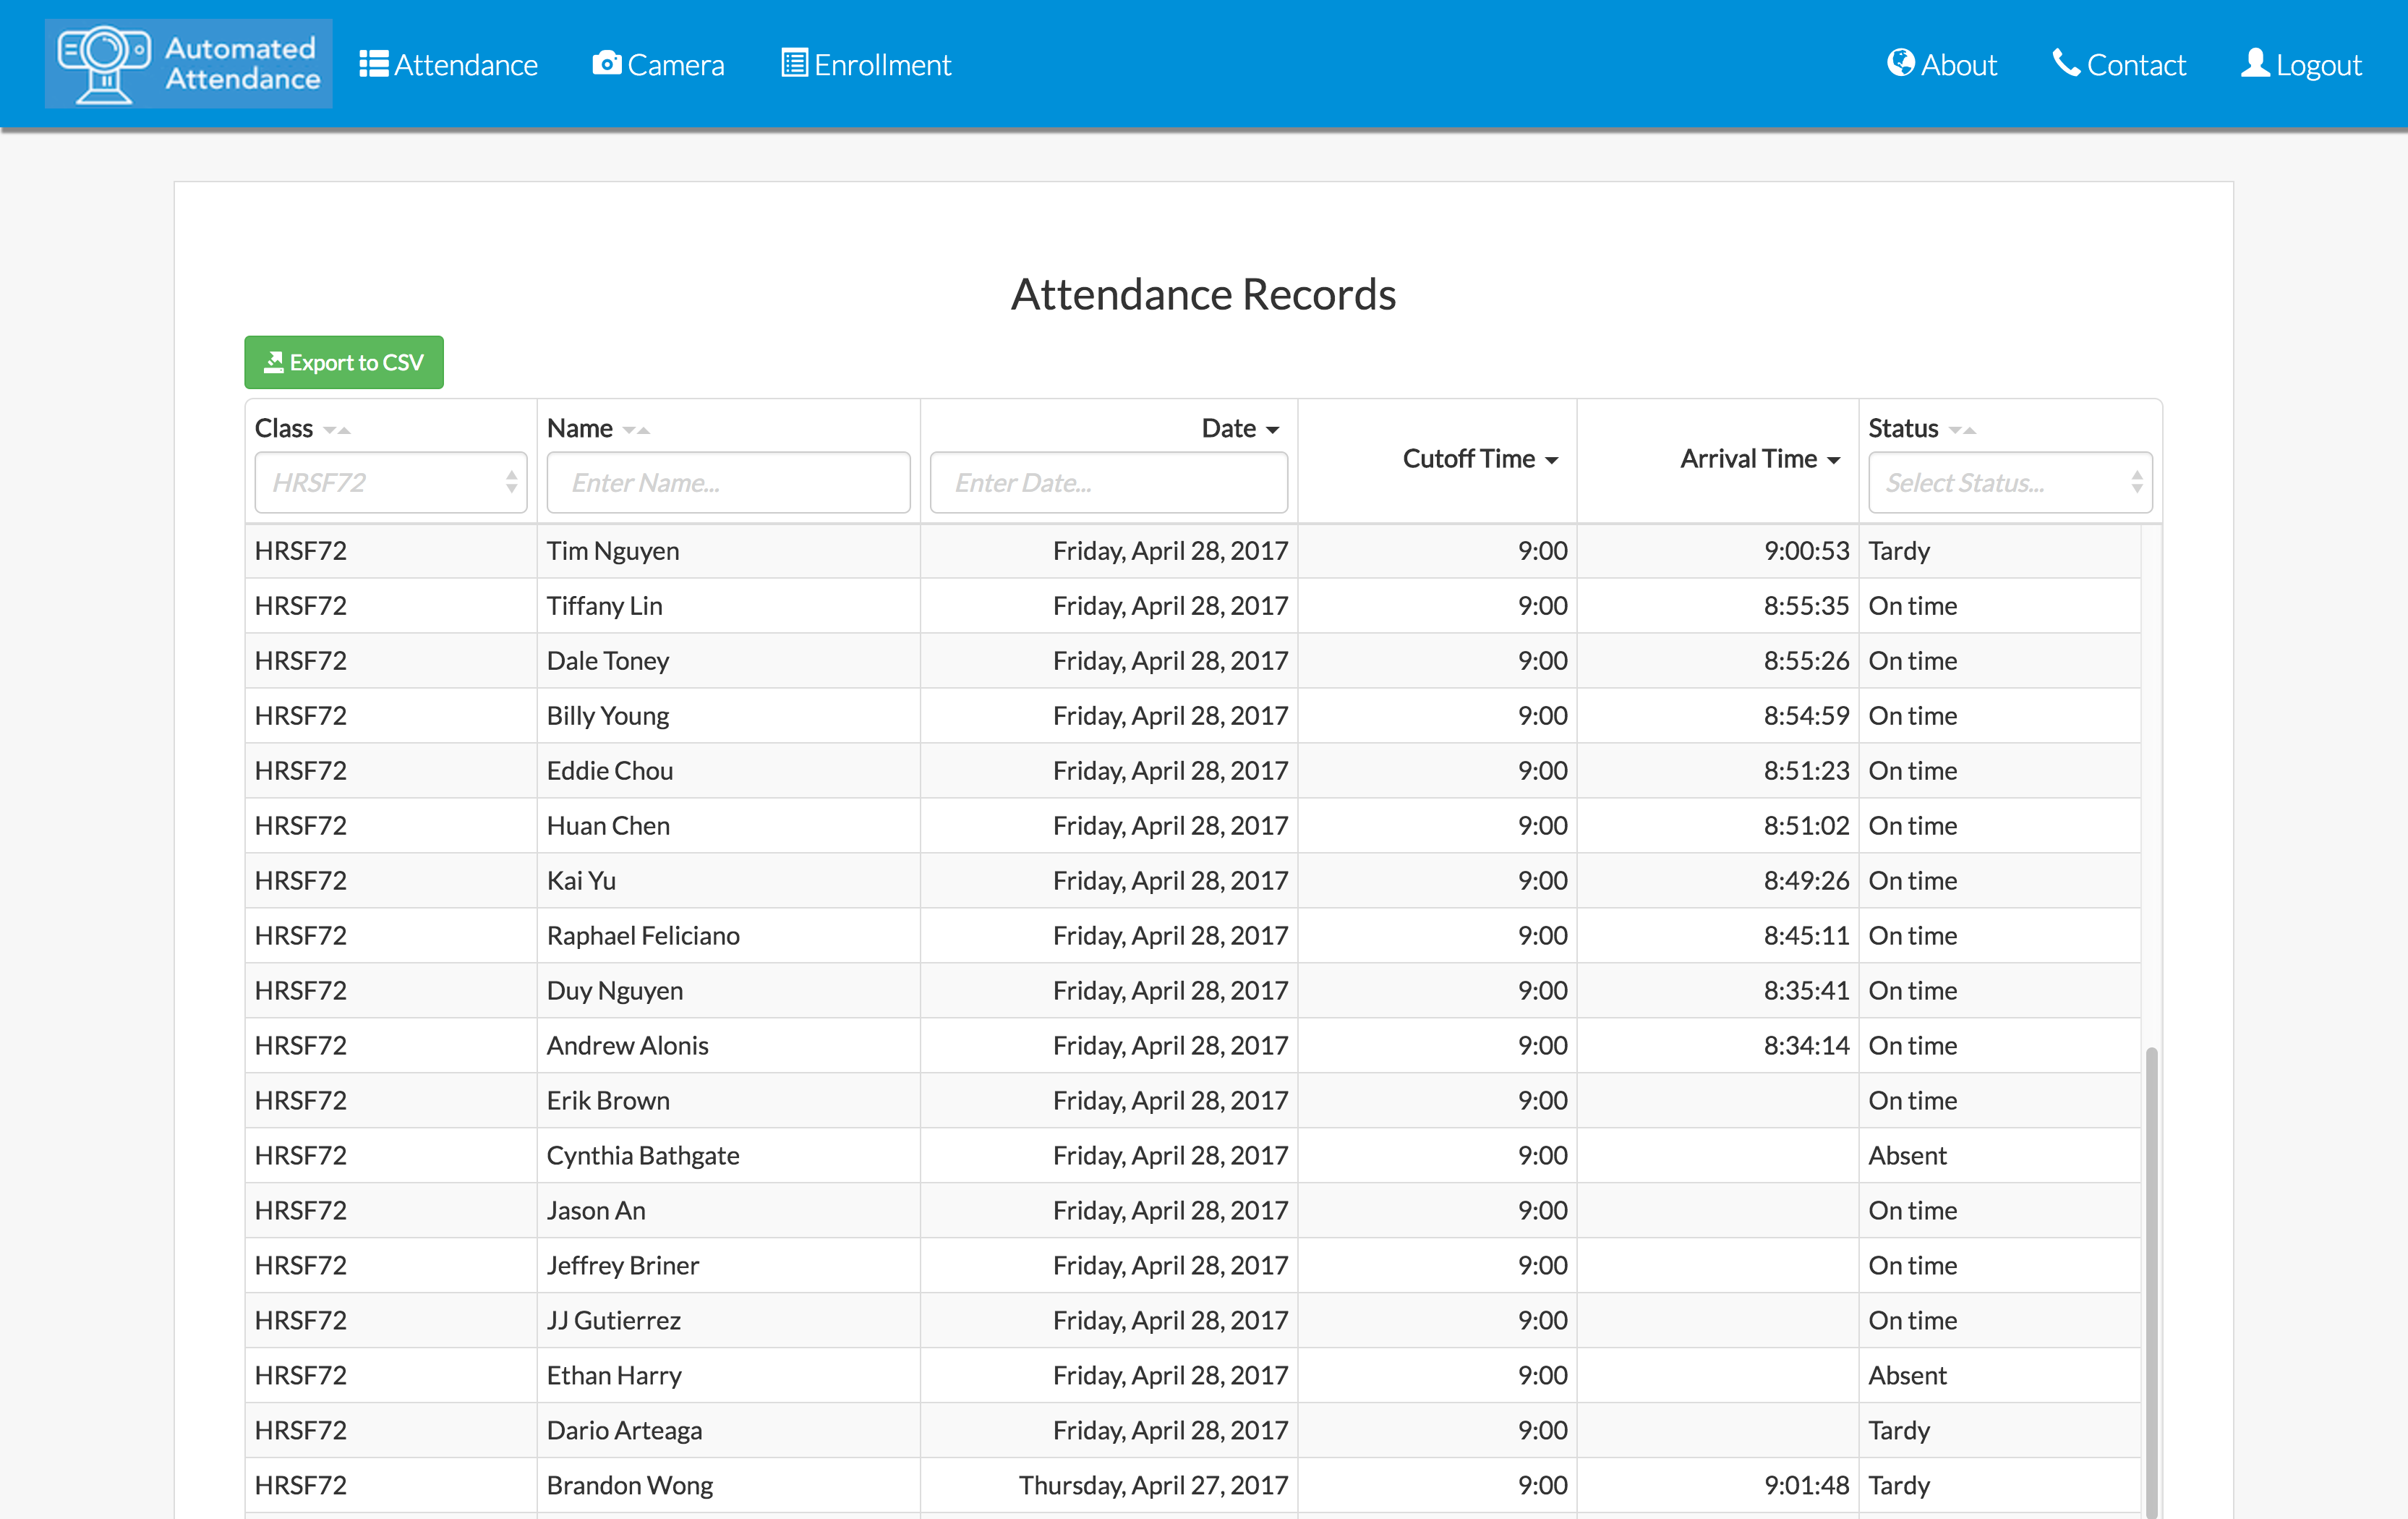 Automated Attendance
Attendance
Camera
Enrollment
About
Contact
Logout
Attendance Records
Export to CSV
Class Name Date Cutoff Time Arrival Time Status
HRSF72 Enter Name... Enter Date... Select Status...
HRSF72 Tim Nguyen Friday, April 28, 2017 9:00 9:00:53 Tardy
HRSF72 Tiffany Lin Friday, April 28, 2017 9:00 8:55:35 On time
HRSF72 Dale Toney Friday, April 28, 2017 9:00 8:55:26 On time
HRSF72 Billy Young Friday, April 28, 2017 9:00 8:54:59 On time
HRSF72 Eddie Chou Friday, April 28, 2017 9:00 8:51:23 On time
HRSF72 Huan Chen Friday, April 28, 2017 9:00 8:51:02 On time
HRSF72 Kai Yu Friday, April 28, 2017 9:00 8:49:26 On time
HRSF72 Raphael Feliciano Friday, April 28, 2017 9:00 8:45:11 On time
HRSF72 Duy Nguyen Friday, April 28, 2017 9:00 8:35:41 On time
HRSF72 Andrew Alonis Friday, April 28, 2017 9:00 8:34:14 On time
HRSF72 Erik Brown Friday, April 28, 2017 9:00 On time
HRSF72 Cynthia Bathgate Friday, April 28, 2017 9:00 Absent
HRSF72 Jason An Friday, April 28, 2017 9:00 On time
HRSF72 Jeffrey Briner Friday, April 28, 2017 9:00 On time
HRSF72 JJ Gutierrez Friday, April 28, 2017 9:00 On time
HRSF72 Ethan Harry Friday, April 28, 2017 9:00 Absent
HRSF72 Dario Arteaga Friday, April 28, 2017 9:00 Tardy
HRSF72 Brandon Wong Thursday, April 27, 2017 9:00 9:01:48 Tardy